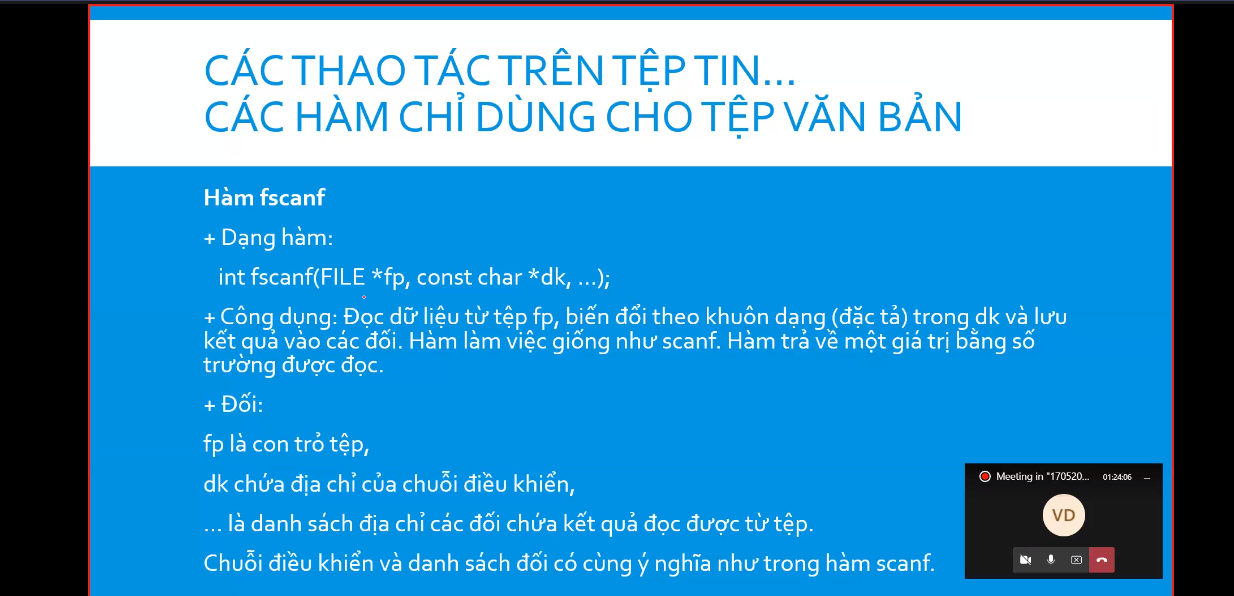 CÁC THAO TÁC TRÊN TỆP TIN...
CÁC HÀM CHỈ DÙNG CHO TỆP VĂN BẢN
Hàm fscanf
+ Dạng hàm:
int fscanf(FILE *fp, const char *dk, ...);
+ Công dụng: Đọc dữ liệu từ tệp fp, biến đổi theo khuôn dạng (đặc tả) trong dk và lưu
kết quả vào các đối. Hàm làm việc giống như scanf. Hàm trả về một giá trị bằng số
trường được đọc.
+ Đối:
fp là con trỏ tệp,
dk chứa địa chỉ của chuỗi điều khiển,
... là danh sách địa chỉ các đối chứa kết quả đọc được từ tệp.
Chuỗi điều khiển và danh sách đối có cùng ý nghĩa như trong hàm scanf.
Meeting in "170520... 01:24:06
VD